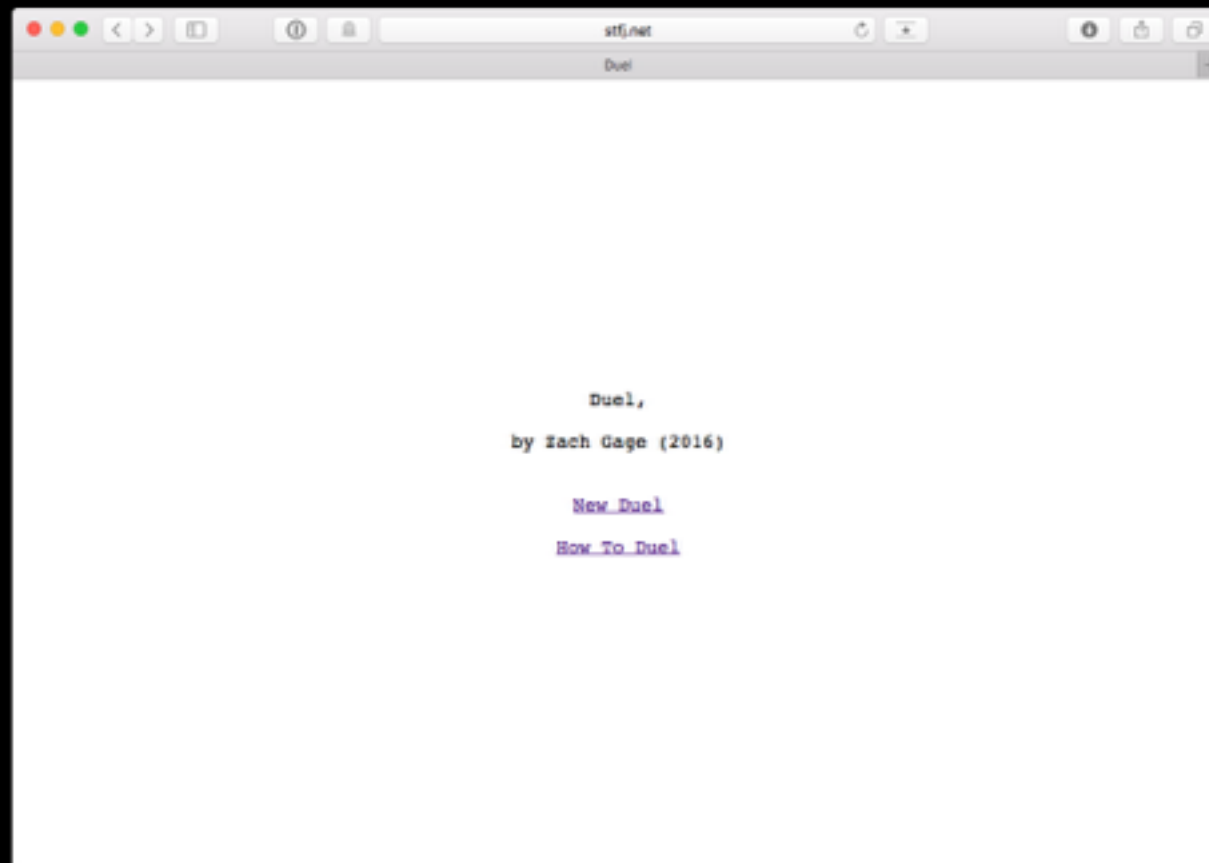 stfj.net
Duel
Duel,
by Zach Gage (2016)
New Duel
How To Duel